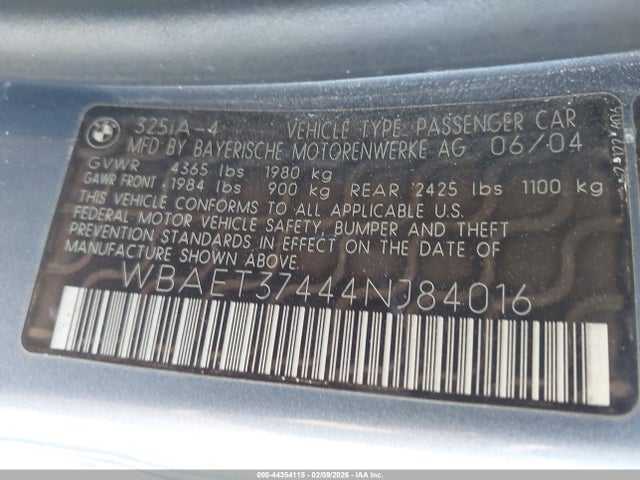 BMW
325iA-4 VEHICLE TYPE: PASSENGER CAR
MFD BY BAYERISCHE MOTORENWERKE AG 06/04
GVWR 4365 lbs 1980 kg
GAWR FRONT 1984 lbs 900 kg REAR 2425 lbs 1100 kg
THIS VEHICLE CONFORMS TO ALL APPLICABLE U.S.
FEDERAL MOTOR VEHICLE SAFETY, BUMPER AND THEFT
PREVENTION STANDARDS IN EFFECT ON THE DATE OF
MANUFACTURE SHOWN ABOVE.
WBAET37444NJ84016
000-44354115 - 02/09/2026 - IAA Inc.